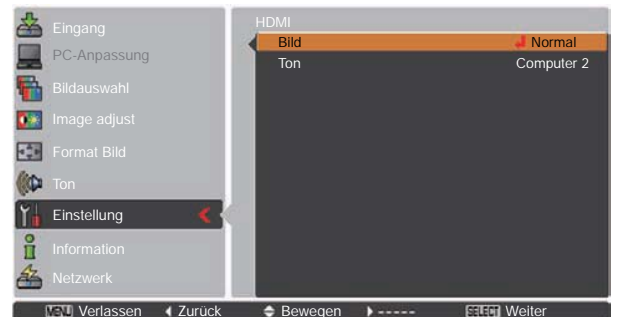 Eingang
PC-Anpassung
Bildauswahl
Image adjust
Format Bild
Ton
Einstellung
Information
Netzwerk
HDMI
Bild Normal
Ton Computer 2
MENU Verlassen Zurück Bewegen ----- SELECT Weiter